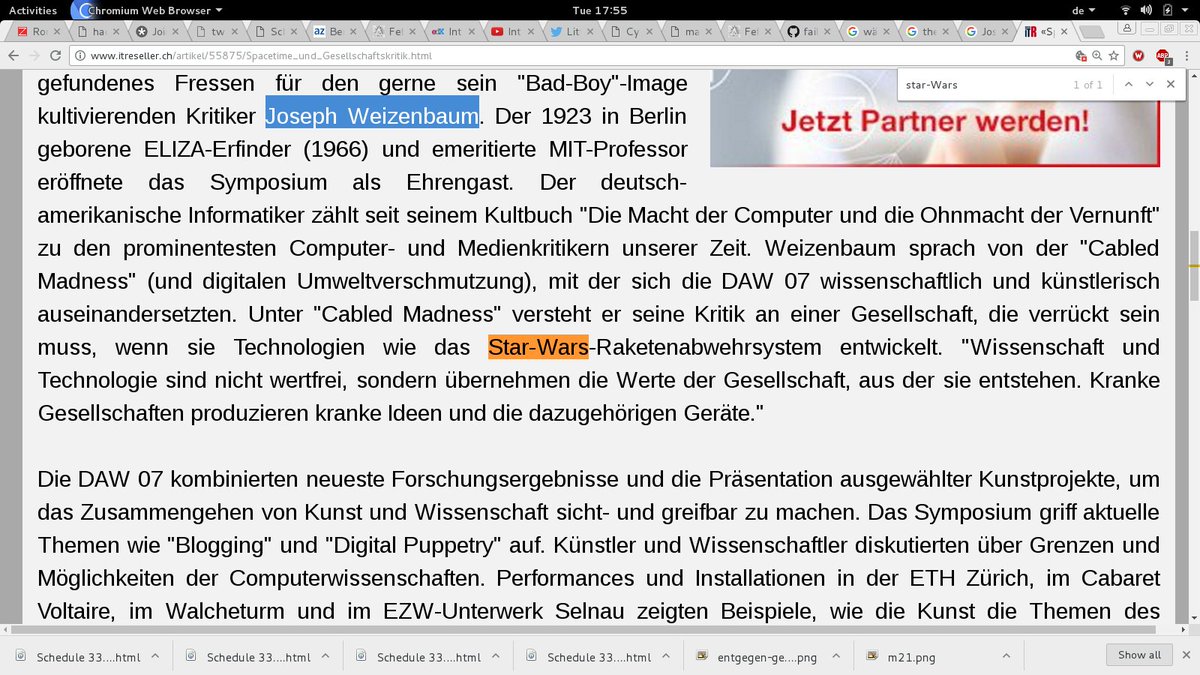 Activities Chromium Web Browser Tue 17:55 de
Ro ha Joi tw Sci Be Fel Int Int Lit Cy ma Fel fail wä the Jos «Sp
www.itreseller.ch/artikel/55875/Spacetime_und_Gesellschaftskritik.html
star-Wars 1 of 1
gefundenes Fressen für den gerne sein "Bad-Boy"-Image
kultivierenden Kritiker Joseph Weizenbaum. Der 1923 in Berlin
Jetzt Partner werden!
geborene ELIZA-Erfinder (1966) und emeritierte MIT-Professor
eröffnete das Symposium als Ehrengast. Der deutsch-
amerikanische Informatiker zählt seit seinem Kultbuch "Die Macht der Computer und die Ohnmacht der Vernunft"
zu den prominentesten Computer- und Medienkritikern unserer Zeit. Weizenbaum sprach von der "Cabled
Madness" (und digitalen Umweltverschmutzung), mit der sich die DAW 07 wissenschaftlich und künstlerisch
auseinandersetzten. Unter "Cabled Madness" versteht er seine Kritik an einer Gesellschaft, die verrückt sein
muss, wenn sie Technologien wie das Star-Wars-Raketenabwehrsystem entwickelt. "Wissenschaft und
Technologie sind nicht wertfrei, sondern übernehmen die Werte der Gesellschaft, aus der sie entstehen. Kranke
Gesellschaften produzieren kranke Ideen und die dazugehörigen Geräte."
Die DAW 07 kombinierten neueste Forschungsergebnisse und die Präsentation ausgewählter Kunstprojekte, um
das Zusammengehen von Kunst und Wissenschaft sicht- und greifbar zu machen. Das Symposium griff aktuelle
Themen wie "Blogging" und "Digital Puppetry" auf. Künstler und Wissenschaftler diskutierten über Grenzen und
Möglichkeiten der Computerwissenschaften. Performances und Installationen in der ETH Zürich, im Cabaret
Voltaire, im Walcheturm und im EZW-Unterwerk Selnau zeigten Beispiele, wie die Kunst die Themen des
Schedule 33....html Schedule 33....html Schedule 33....html Schedule 33....html entgegen-ge....png m21.png Show all